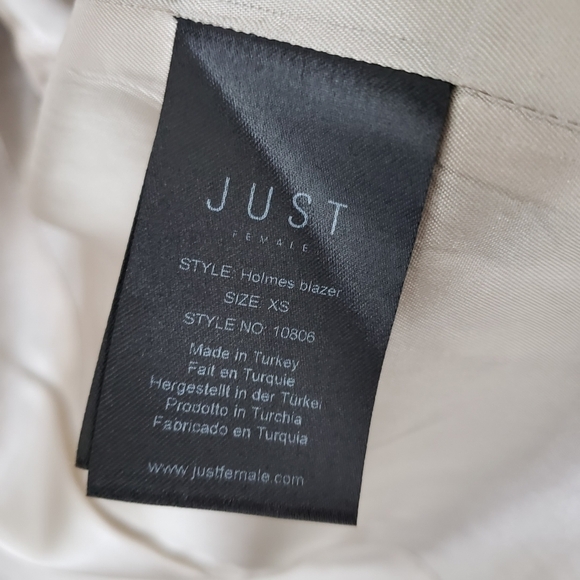 JUST
FEMALE
STYLE: Holmes blazer
SIZE: XS
STYLE NO: 10806
Made in Turkey
Fait en Turquie
Hergestellt in der Türkei
Prodotto in Turchia
Fabricado en Turquia
www.justfemale.com